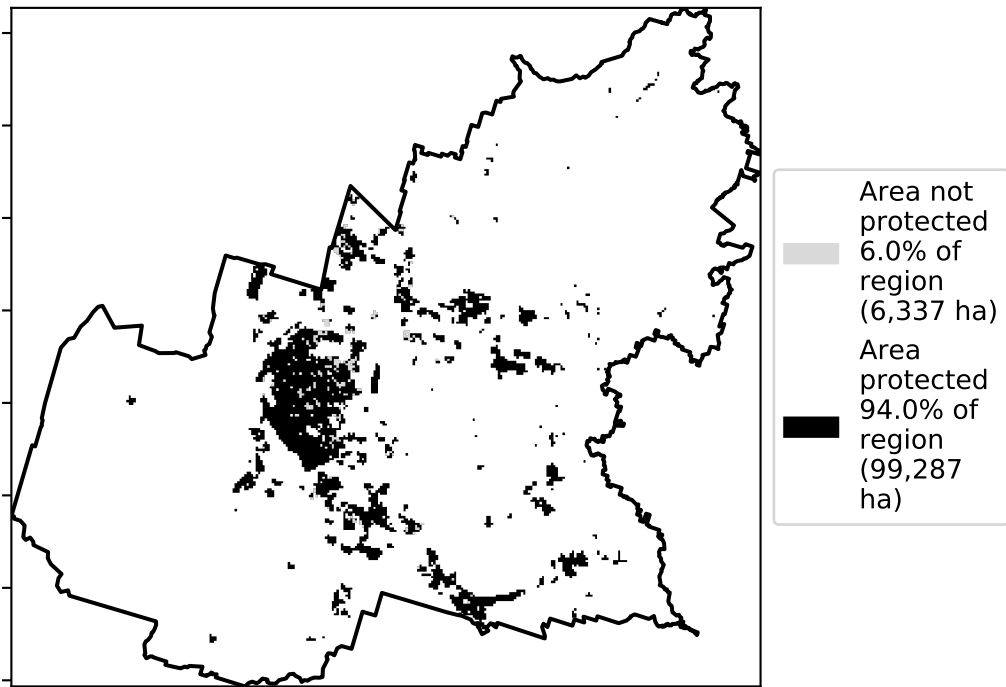 Area not
protected
6.0% of
region
(6,337 ha)
Area
protected
94.0% of
region
(99,287
ha)